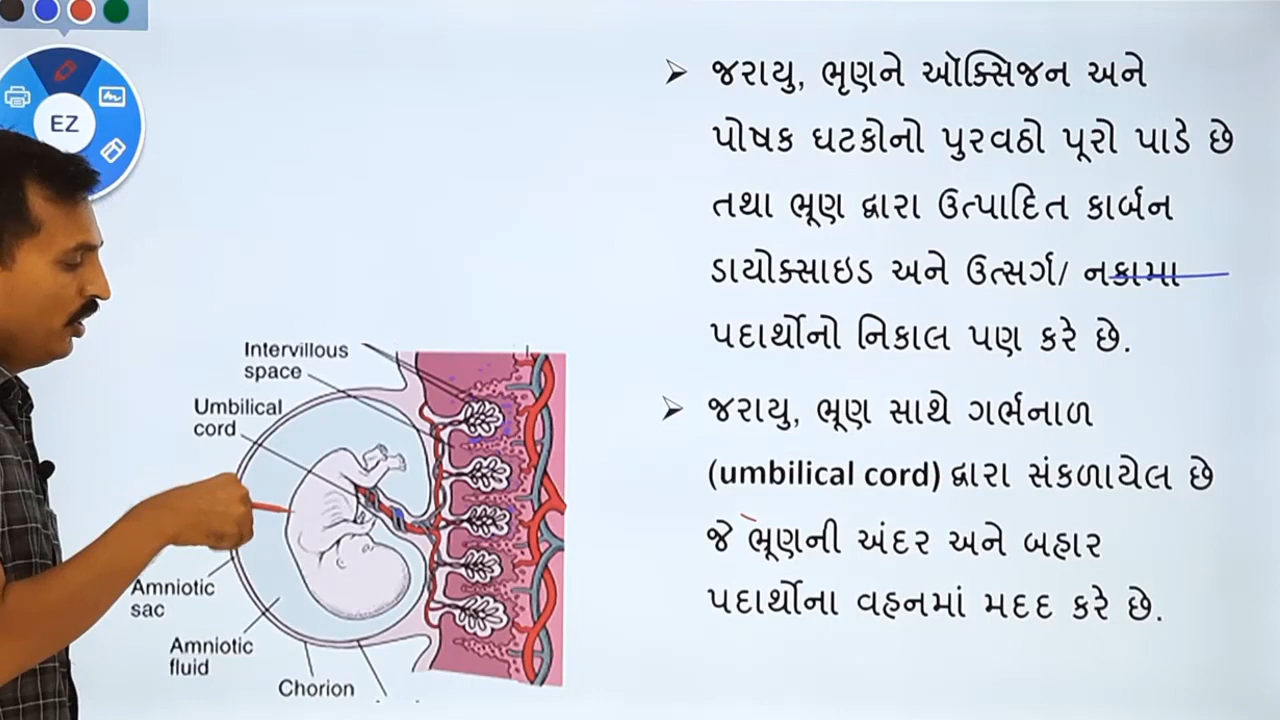 EZ
જરાયુ, ભ્રૂણને ઑક્સિજન અને
પોષક ઘટકોનો પુરવઠો પૂરો પાડે છે
તથા ભ્રૂણ દ્વારા ઉત્પાદિત કાર્બન
ડાયોક્સાઇડ અને ઉત્સર્ગ/ નકામા
પદાર્થોનો નિકાલ પણ કરે છે.
જરાયુ, ભ્રૂણ સાથે ગર્ભનાળ
(umbilical cord) દ્વારા સંકળાયેલ છે
જે ભ્રૂણની અંદર અને બહાર
પદાર્થોના વહનમાં મદદ કરે છે.
Intervillous
space
Umbilical
cord
Amniotic
sac
Amniotic
fluid
Chorion